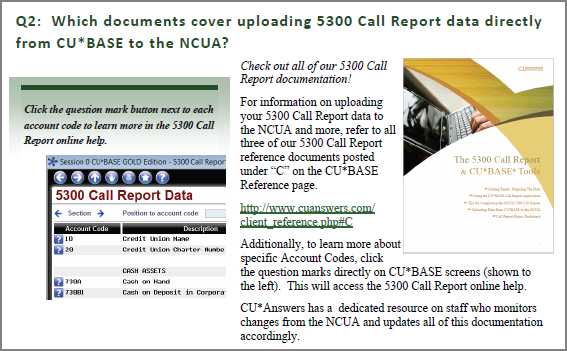 Q2:  Which documents cover uploading 5300 Call Report data directly
from CU*BASE to the NCUA?
Click the question mark button next to each
account code to learn more in the 5300 Call
Report online help.
Session 0 CU*BASE GOLD Edition - 5300 Call Repor
5300 Call Report Data
Section
Position to account code
Account Code
Description
10
Credit Union Name
20
Credit Union Charter Numbe
CASH ASSETS
730A
Cash on Hand
730B1
Cash on Deposit in Corpora
Check out all of our 5300 Call
Report documentation!
For information on uploading
your 5300 Call Report data to
the NCUA and more, refer to all
three of our 5300 Call Report
reference documents posted
under “C” on the CU*BASE
Reference page.
http://www.cuanswers.com/
client_reference.php#C
Additionally, to learn more about
specific Account Codes, click
the question marks directly on CU*BASE screens (shown to
the left).  This will access the 5300 Call Report online help.
CU*Answers has a  dedicated resource on staff who monitors
changes from the NCUA and updates all of this documentation
accordingly.
The 5300 Call Report
& CU*BASE® Tools